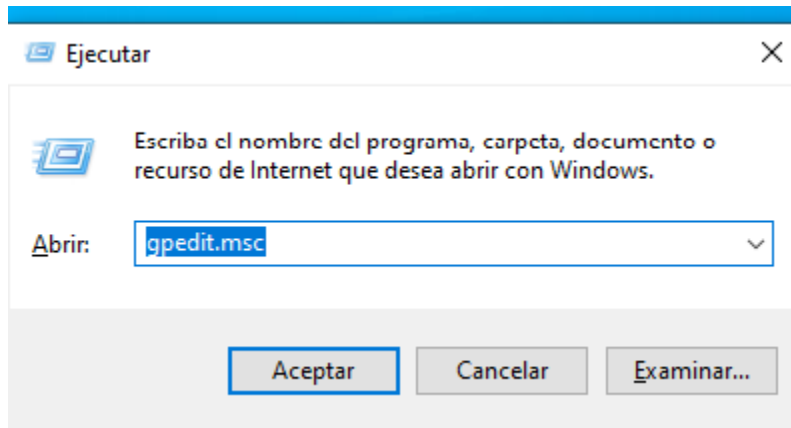 Ejecutar
Escriba el nombre del programa, carpeta, documento o
recurso de Internet que desea abrir con Windows.
Abrir: gpedit.msc
Aceptar Cancelar Examinar...